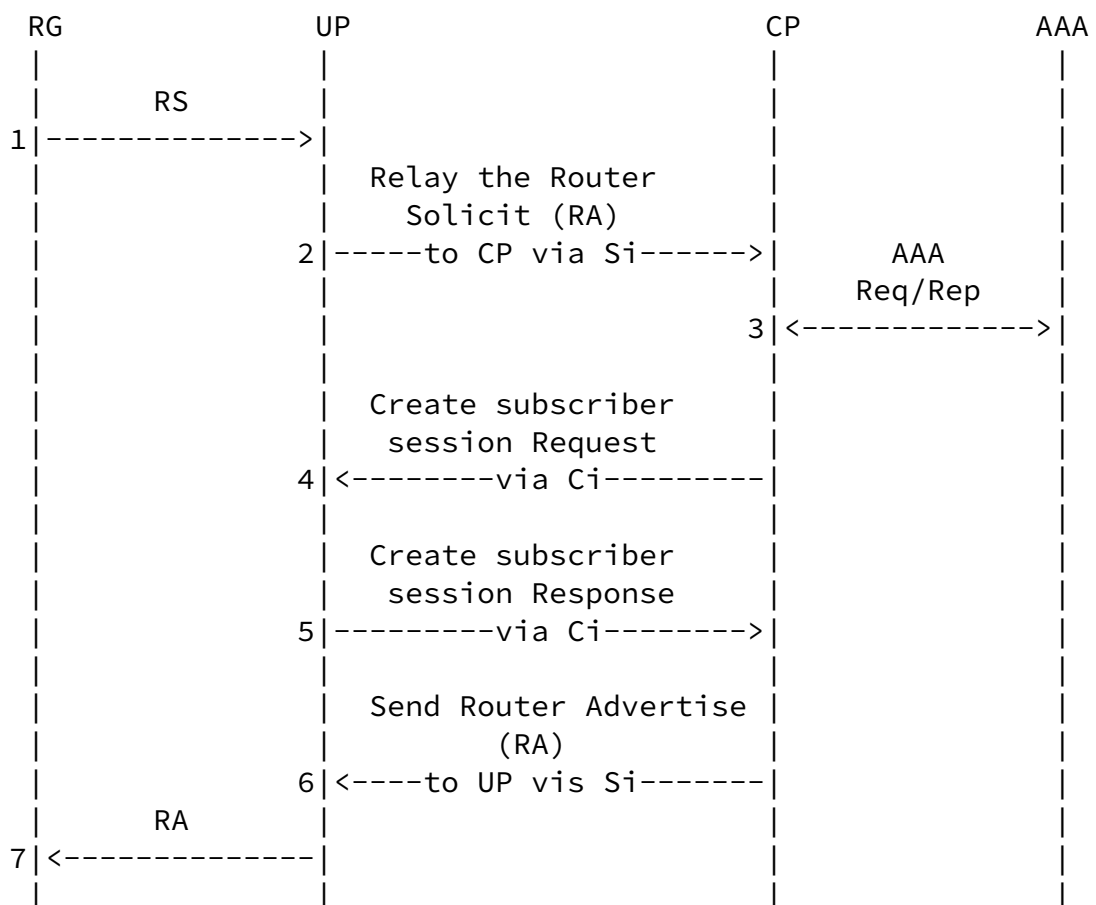 RG UP CP AAA
RS
1|-------------->|
Relay the Router
Solicit (RA)
2|-----to CP via Si------>|
AAA
Req/Rep
3|<------------->|
Create subscriber
session Request
4|<--------via Ci---------|
Create subscriber
session Response
5|---------via Ci-------->|
Send Router Advertise
(RA)
6|<----to UP vis Si-------|
RA
7|<--------------|